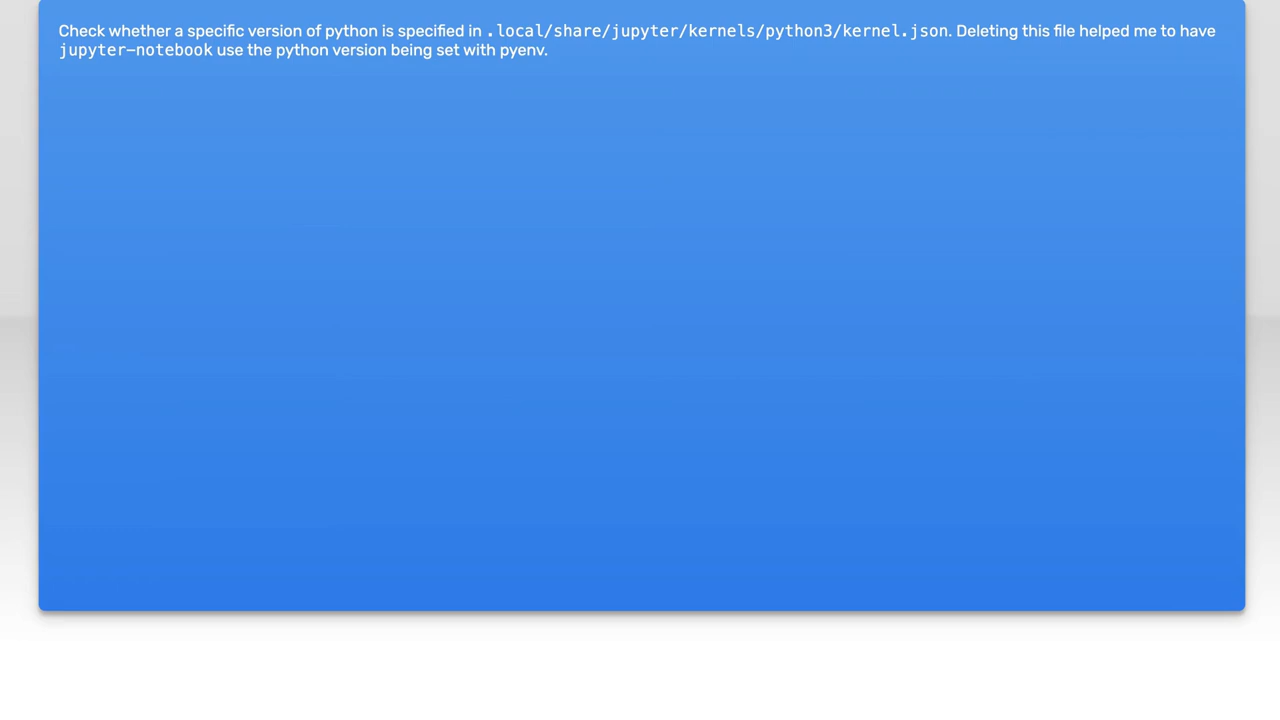 Check whether a specific version of python is specified in .local/share/jupyter/kernels/python3/kernel.json. Deleting this file helped me to have
jupyter-notebook use the python version being set with pyenv.